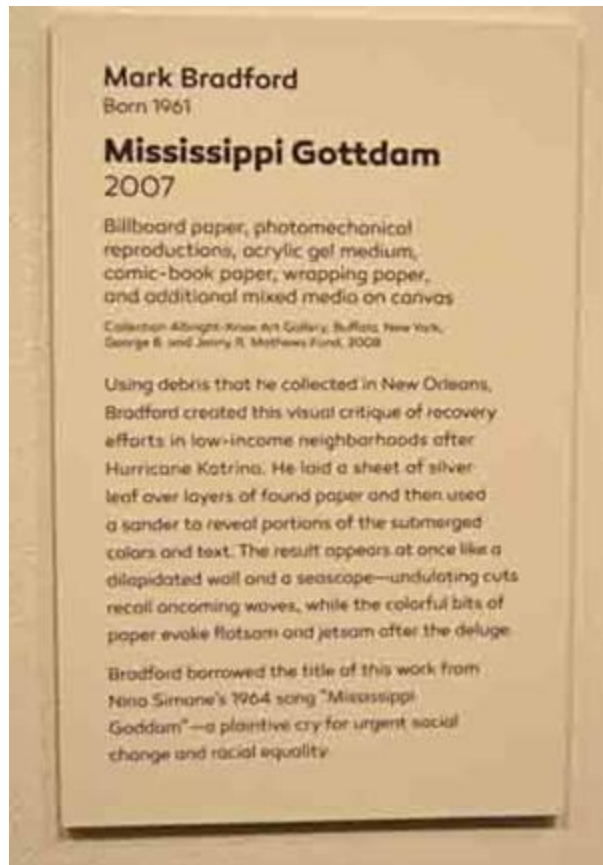 Mark Bradford
Born 1961
Mississippi Gottdam
2007
Billboard paper, photomechanical
reproductions, acrylic gel medium,
comic-book paper, wrapping paper,
and additional mixed media on canvas
Collection Albright-Knox Art Gallery, Buffalo, New York,
George B. and Jenny R. Mathews Fund, 2008
Using debris that he collected in New Orleans,
Bradford created this visual critique of recovery
efforts in low-income neighborhoods after
Hurricane Katrina. He laid a sheet of silver
leaf over layers of found paper and then used
a sander to reveal portions of the submerged
colors and text. The result appears at once like a
dilapidated wall and a seascape—undulating cuts
recall oncoming waves, while the colorful bits of
paper evoke flotsam and jetsam after the deluge.
Bradford borrowed the title of this work from
Nina Simone's 1964 song "Mississippi
Goddam"—a plaintive cry for urgent social
change and racial equality.